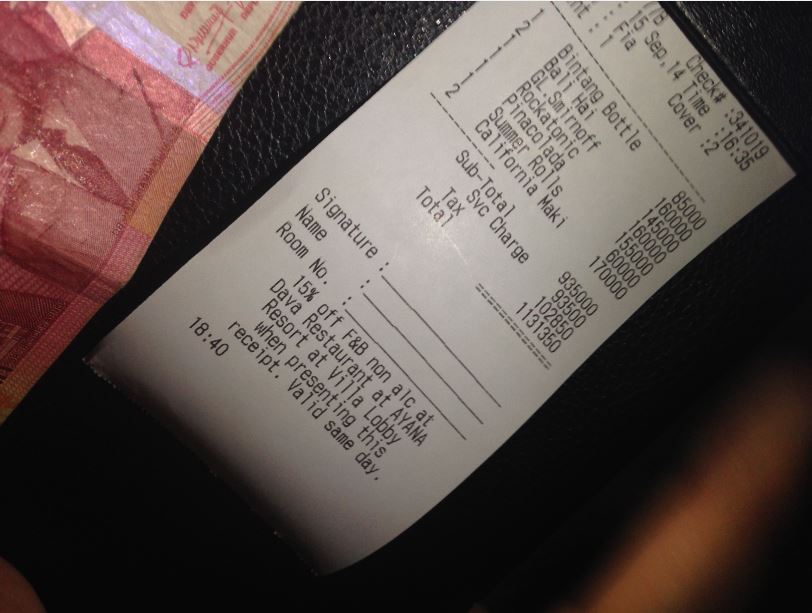 Check# :341019
15 Sep,14 Time :16:35
Fia Cover :2
1 Bintang Bottle 85000
2 Bali Hai 160000
1 GL.Smirnoff 145000
1 Rockatonic 160000
1 Pinacolada 155000
1 Summer Rolls 60000
2 California Maki 170000
Sub-Total 935000
Svc Charge 93500
Tax 102850
Total 1131350
Signature :
Name :
Room No. :
15% off F&B non alc at
Dava Restaurant at AYANA
Resort at Villa Lobby
when presenting this
receipt. Valid same day.
18:40